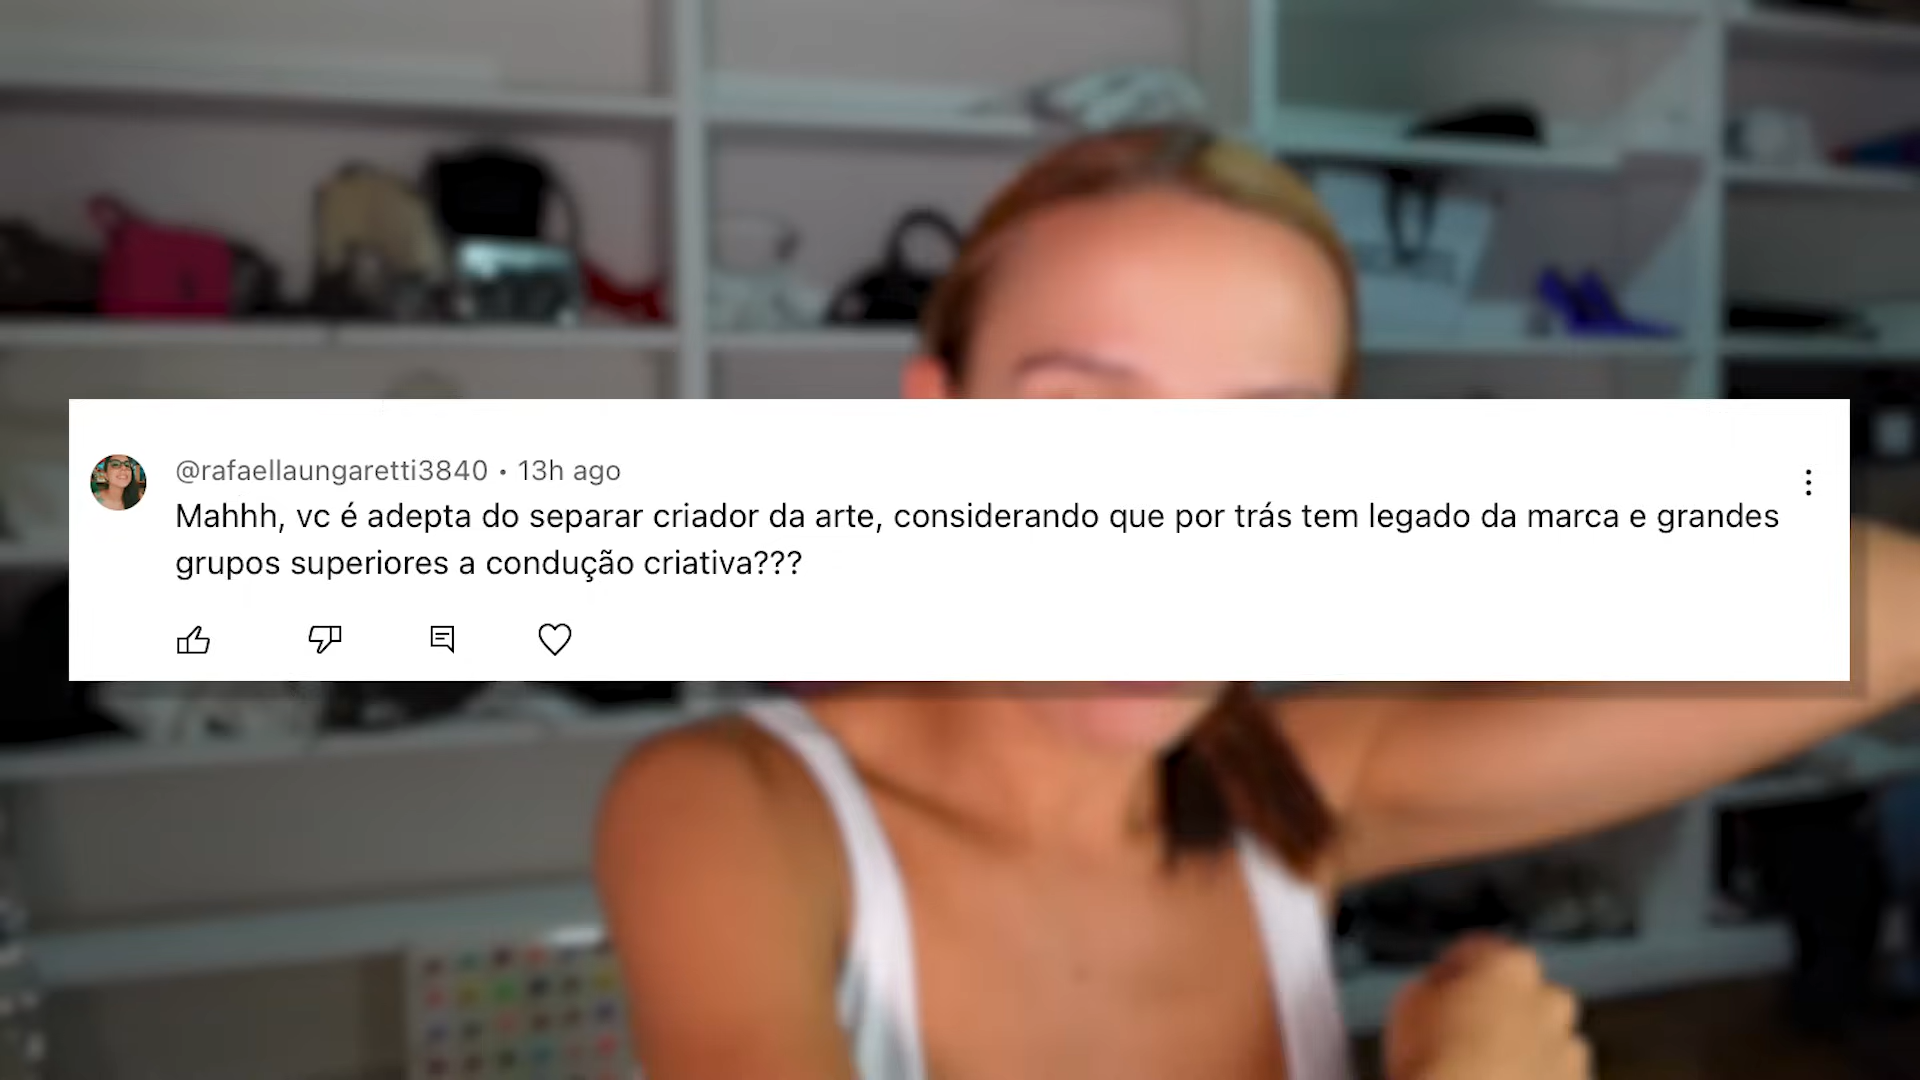 @rafaellaungaretti3840 • 13h ago
Mahhh, vc é adepta do separar criador da arte, considerando que por trás tem legado da marca e grandes
grupos superiores a condução criativa???